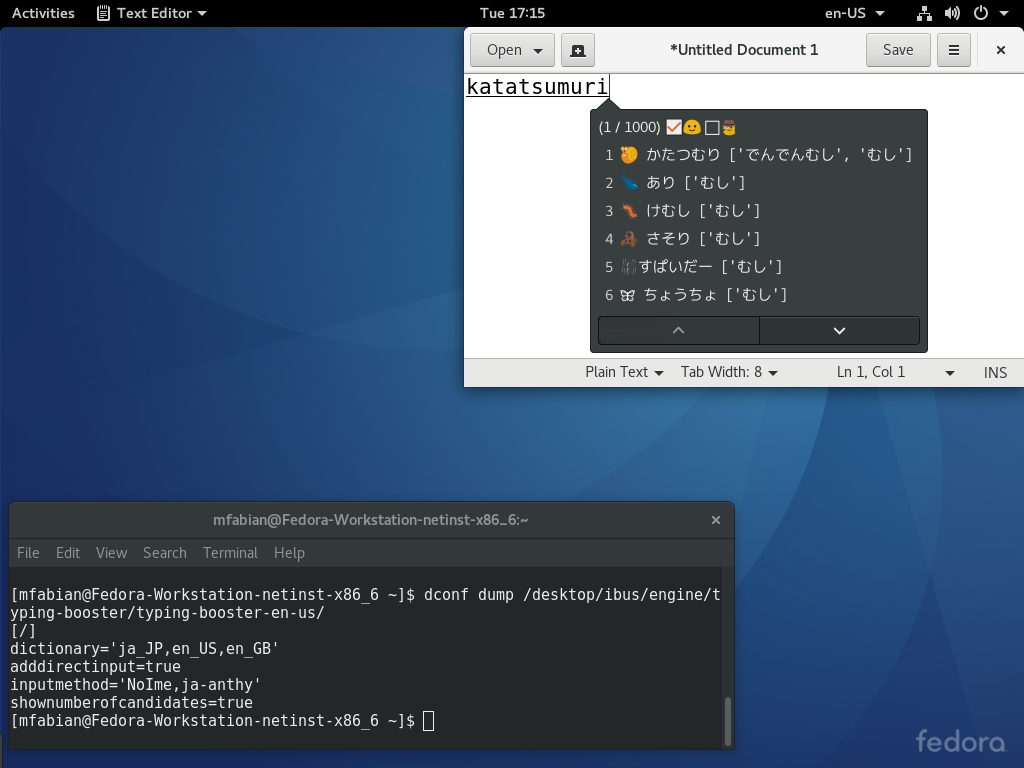 Activities Text Editor Tue 17:15 en-US
Open *Untitled Document 1 Save
katatsumuri
(1 / 1000)
1 🐌 かたつむり ['でんでんむし', 'むし']
2 🐜 あり ['むし']
3 🐛 けむし ['むし']
4 🦂 さそり ['むし']
5 🕷 すぱいだー ['むし']
6 🦋 ちょうちょ ['むし']
Plain Text Tab Width: 8 Ln 1, Col 1 INS
mfabian@Fedora-Workstation-netinst-x86_6:~
File Edit View Search Terminal Help
[mfabian@Fedora-Workstation-netinst-x86_6 ~]$ dconf dump /desktop/ibus/engine/t
yping-booster/typing-booster-en-us/
[/]
dictionary='ja_JP,en_US,en_GB'
adddirectinput=true
inputmethod='NoIme,ja-anthy'
shownumberofcandidates=true
[mfabian@Fedora-Workstation-netinst-x86_6 ~]$
fedora